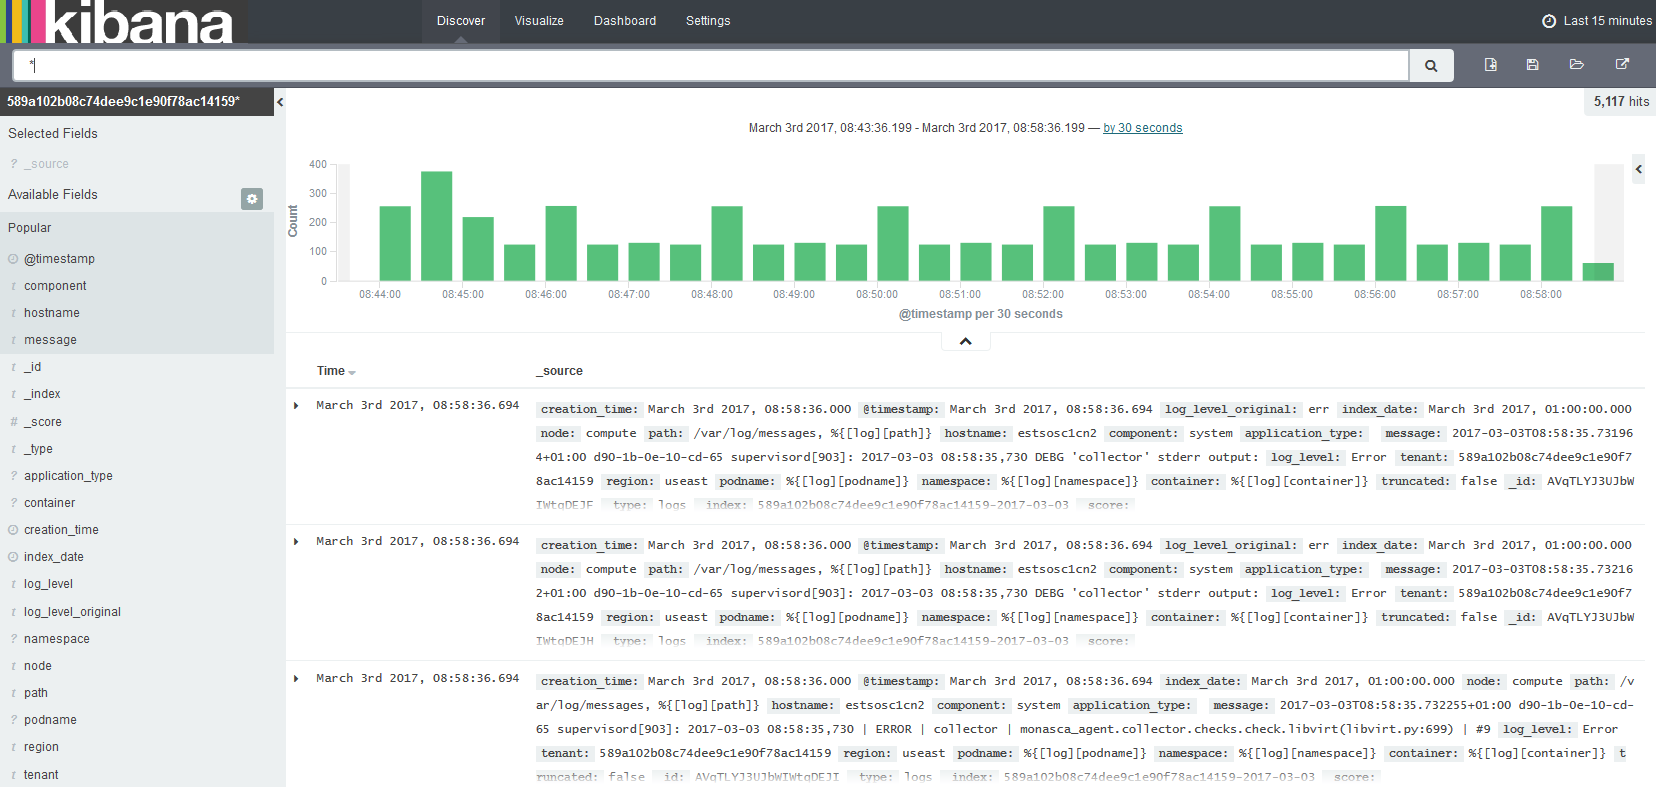 kibana
Discover Visualize Dashboard Settings Last 15 minutes
*
589a102b08c74dee9c1e90f78ac14159*
5,117 hits
Selected Fields
? _source
Available Fields
Popular
@timestamp
t component
t hostname
t message
t _id
t _index
# _score
t _type
? application_type
? container
creation_time
index_date
t log_level
t log_level_original
? namespace
t node
t path
? podname
t region
t tenant
March 3rd 2017, 08:43:36.199 - March 3rd 2017, 08:58:36.199 — by 30 seconds
Count
400
300
200
100
0
08:44:00 08:45:00 08:46:00 08:47:00 08:48:00 08:49:00 08:50:00 08:51:00 08:52:00 08:53:00 08:54:00 08:55:00 08:56:00 08:57:00 08:58:00
@timestamp per 30 seconds
Time _source
March 3rd 2017, 08:58:36.694
creation_time: March 3rd 2017, 08:58:36.000 @timestamp: March 3rd 2017, 08:58:36.694 log_level_original: err index_date: March 3rd 2017, 01:00:00.000
node: compute path: /var/log/messages, %{[log][path]} hostname: estsosc1cn2 component: system application_type: message: 2017-03-03T08:58:35.73196
4+01:00 d90-1b-0e-10-cd-65 supervisord[903]: 2017-03-03 08:58:35,730 DEBG 'collector' stderr output: log_level: Error tenant: 589a102b08c74dee9c1e90f7
8ac14159 region: useast podname: %{[log][podname]} namespace: %{[log][namespace]} container: %{[log][container]} truncated: false _id: AVqTLYJ3UJbW
IWtqDEJF _type: logs _index: 589a102b08c74dee9c1e90f78ac14159-2017-03-03 _score:
March 3rd 2017, 08:58:36.694
creation_time: March 3rd 2017, 08:58:36.000 @timestamp: March 3rd 2017, 08:58:36.694 log_level_original: err index_date: March 3rd 2017, 01:00:00.000
node: compute path: /var/log/messages, %{[log][path]} hostname: estsosc1cn2 component: system application_type: message: 2017-03-03T08:58:35.73216
2+01:00 d90-1b-0e-10-cd-65 supervisord[903]: 2017-03-03 08:58:35,730 DEBG 'collector' stderr output: log_level: Error tenant: 589a102b08c74dee9c1e90f7
8ac14159 region: useast podname: %{[log][podname]} namespace: %{[log][namespace]} container: %{[log][container]} truncated: false _id: AVqTLYJ3UJbW
IWtqDEJH _type: logs _index: 589a102b08c74dee9c1e90f78ac14159-2017-03-03 _score:
March 3rd 2017, 08:58:36.694
creation_time: March 3rd 2017, 08:58:36.000 @timestamp: March 3rd 2017, 08:58:36.694 index_date: March 3rd 2017, 01:00:00.000 node: compute path: /v
ar/log/messages, %{[log][path]} hostname: estsosc1cn2 component: system application_type: message: 2017-03-03T08:58:35.732255+01:00 d90-1b-0e-10-cd-
65 supervisord[903]: 2017-03-03 08:58:35,730 | ERROR | collector | monasca_agent.collector.checks.check.libvirt(libvirt.py:699) | #9 log_level: Error
tenant: 589a102b08c74dee9c1e90f78ac14159 region: useast podname: %{[log][podname]} namespace: %{[log][namespace]} container: %{[log][container]} t
runcated: false _id: AVqTLYJ3UJbWIWtqDEJI _type: logs _index: 589a102b08c74dee9c1e90f78ac14159-2017-03-03 _score: